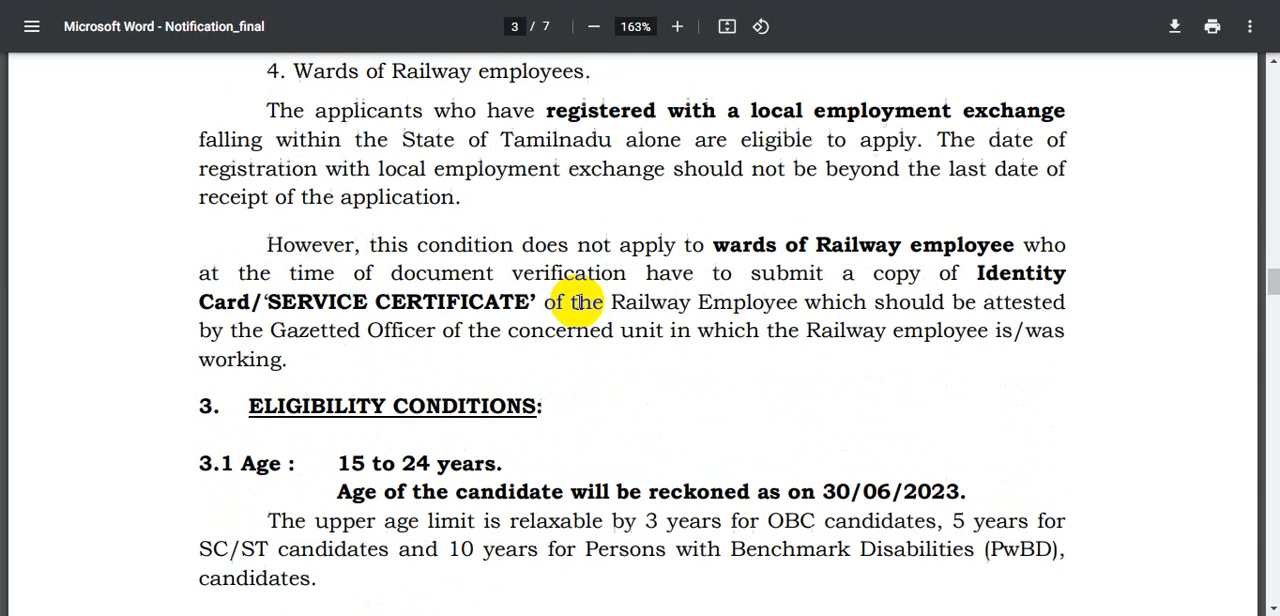 Microsoft Word - Notification_final
3 / 7
163%
4. Wards of Railway employees.
The applicants who have registered with a local employment exchange
falling within the State of Tamilnadu alone are eligible to apply. The date of
registration with local employment exchange should not be beyond the last date of
receipt of the application.
However, this condition does not apply to wards of Railway employee who
at the time of document verification have to submit a copy of Identity
Card/‘SERVICE CERTIFICATE’ of the Railway Employee which should be attested
by the Gazetted Officer of the concerned unit in which the Railway employee is/was
working.
3. ELIGIBILITY CONDITIONS:
3.1 Age : 15 to 24 years.
Age of the candidate will be reckoned as on 30/06/2023.
The upper age limit is relaxable by 3 years for OBC candidates, 5 years for
SC/ST candidates and 10 years for Persons with Benchmark Disabilities (PwBD),
candidates.